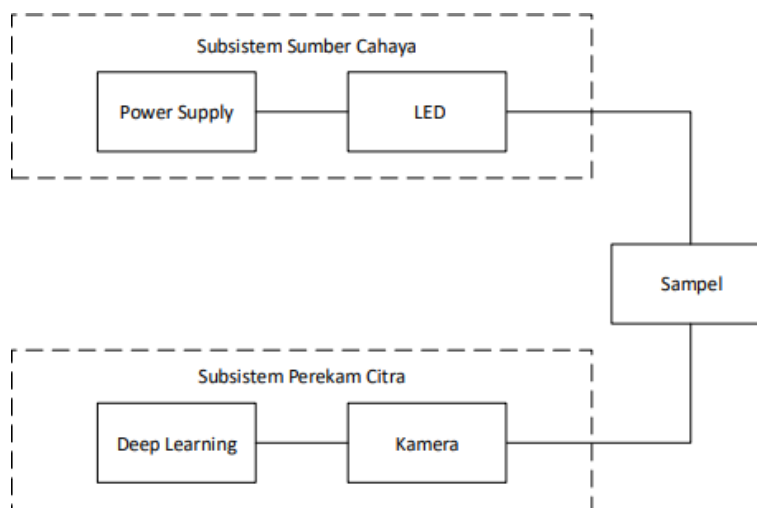 Subsistem Sumber Cahaya
Power Supply
LED
Sampel
Subsistem Perekam Citra
Deep Learning
Kamera